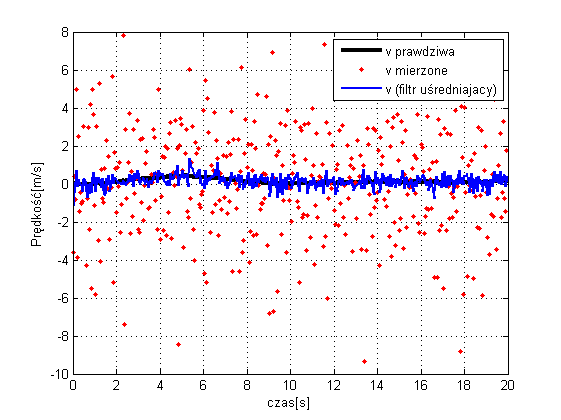 8
6
4
2
0
-2
-4
-6
-8
-10
0 2 4 6 8 10 12 14 16 18 20
Prędkość[m/s]
czas[s]
v prawdziwa
v mierzone
v (filtr uśredniajacy)